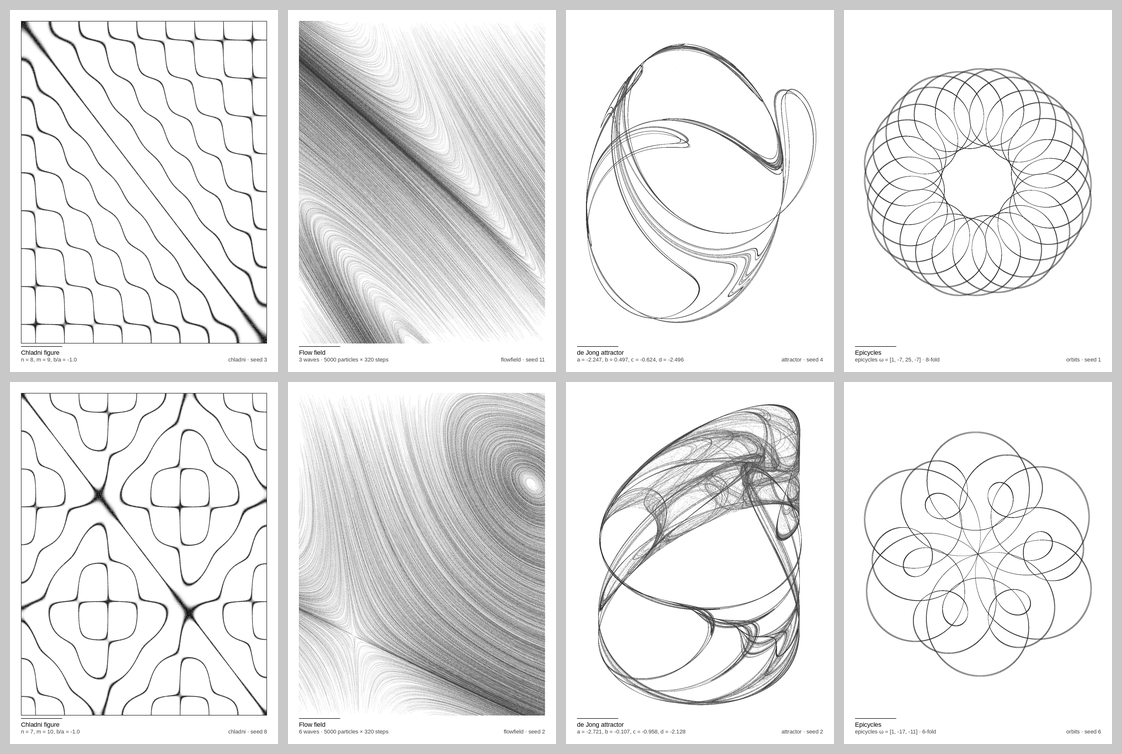 Chladni figure
n = 8, m = 9, b/a = -1.0
chladni · seed 3
Flow field
3 waves · 5000 particles × 320 steps
flowfield · seed 11
de Jong attractor
a = -2.247, b = 0.497, c = -0.624, d = -2.496
attractor · seed 4
Epicycles
epicycles ω = [1, -7, 25, -7] · 8-fold
orbits · seed 1
Chladni figure
n = 7, m = 10, b/a = -1.0
chladni · seed 8
Flow field
6 waves · 5000 particles × 320 steps
flowfield · seed 2
de Jong attractor
a = -2.721, b = -0.107, c = -0.958, d = -2.129
attractor · seed 2
Epicycles
epicycles ω = [1, -17, -11] · 6-fold
orbits · seed 6